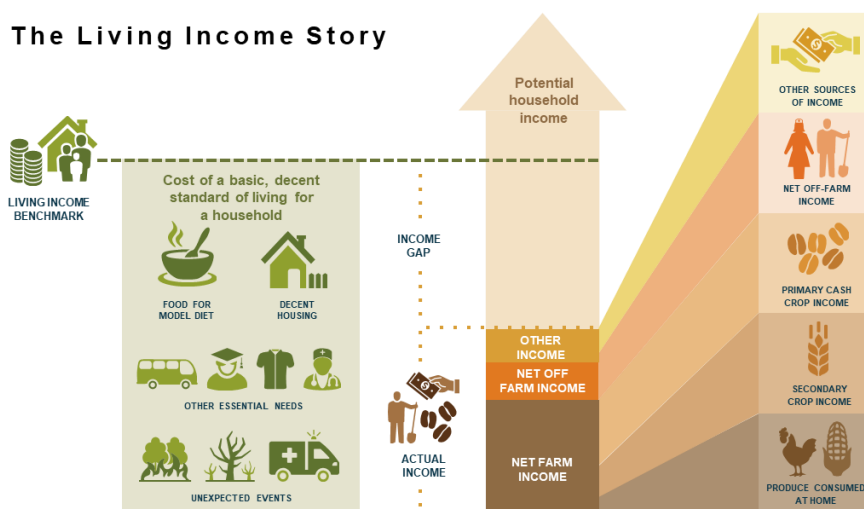 The Living Income Story
LIVING INCOME
BENCHMARK
Cost of a basic, decent
standard of living for
a household
FOOD FOR
MODEL DIET
DECENT
HOUSING
OTHER ESSENTIAL NEEDS
UNEXPECTED EVENTS
INCOME
GAP
ACTUAL
INCOME
Potential
household
income
OTHER
INCOME
NET OFF
FARM INCOME
NET FARM
INCOME
OTHER SOURCES
OF INCOME
NET OFF-FARM
INCOME
PRIMARY CASH
CROP INCOME
SECONDARY
CROP INCOME
PRODUCE CONSUMED
AT HOME